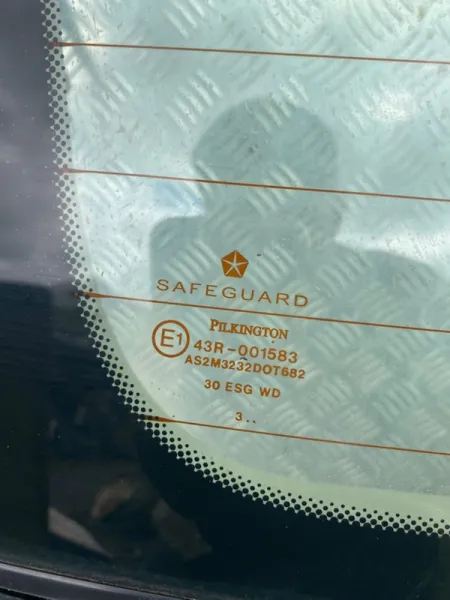 SAFEGUARD
PILKINGTON
E1 43R-001583
AS2M3232DOT682
30 ESG WD
3..